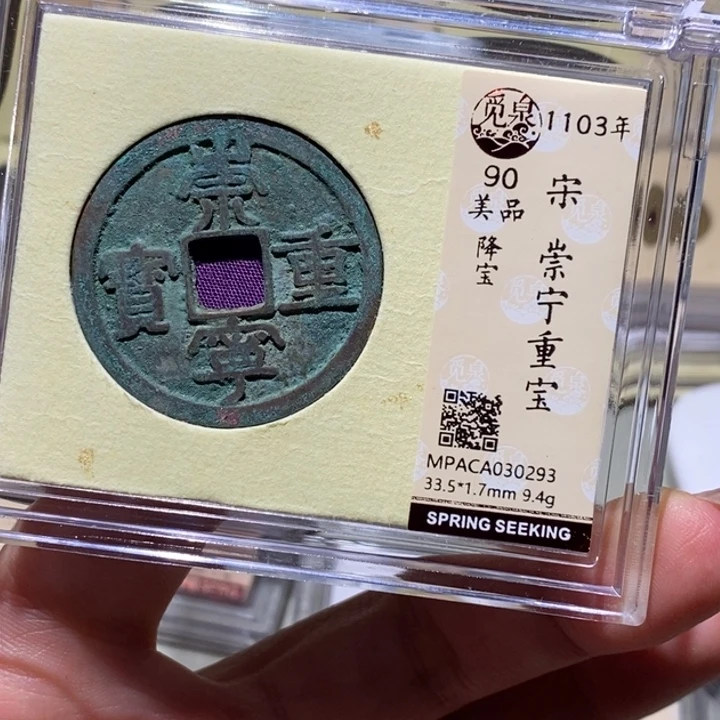 崇
重
寧
寶
觅泉
1103年
90
美品
降宝
宋
崇宁重宝
MPACA030293
33.5*1.7mm 9.4g
SPRING SEEKING